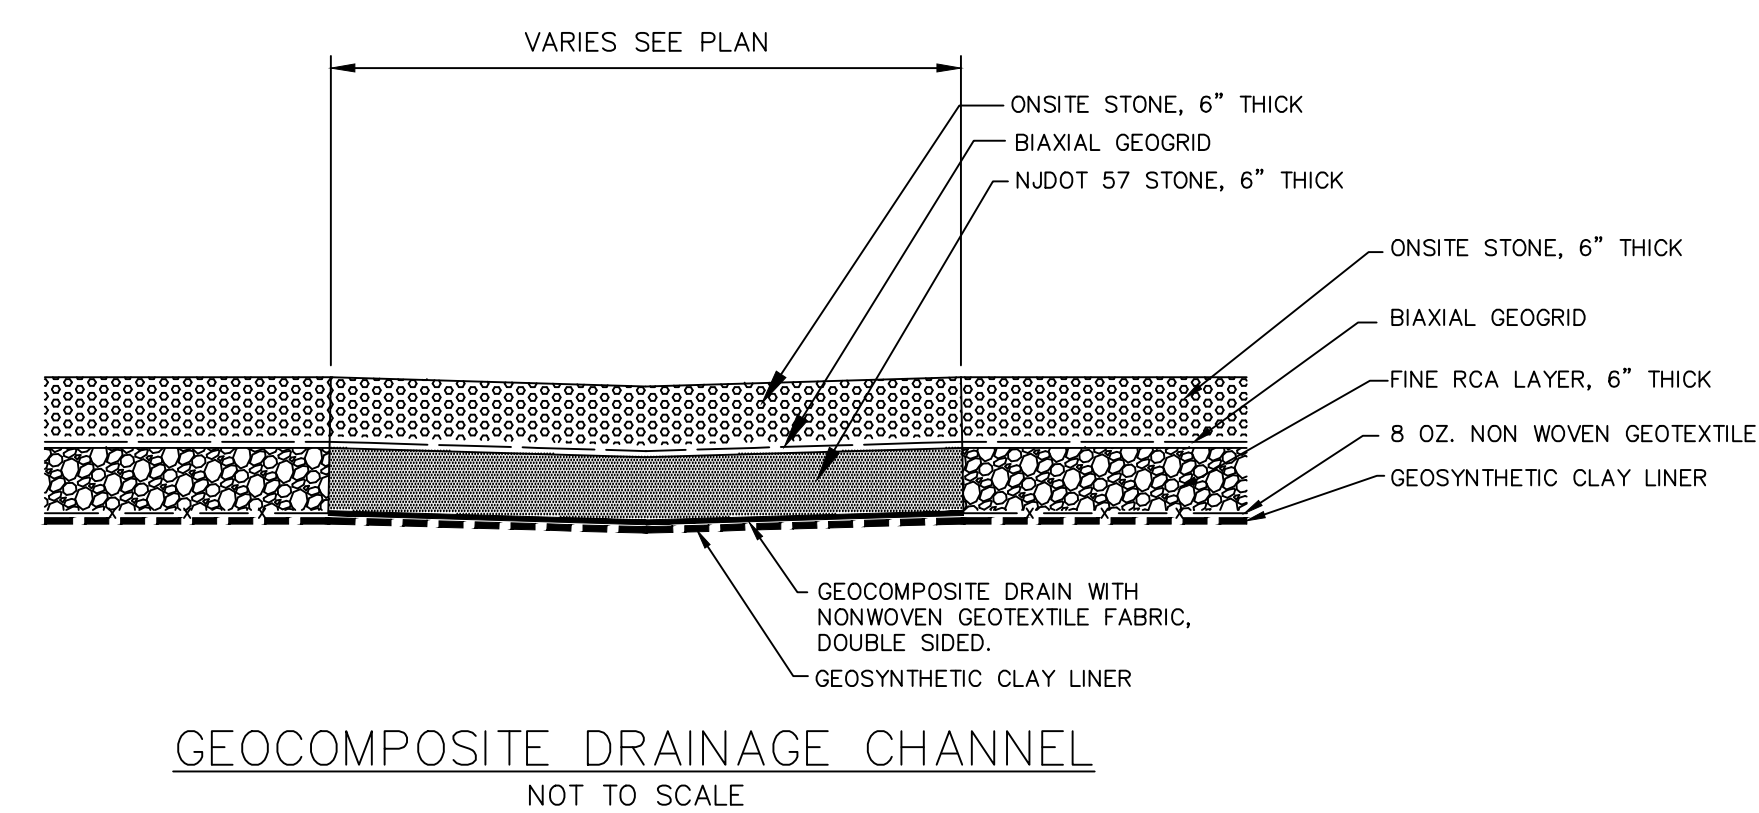 VARIES SEE PLAN
ONSITE STONE, 6” THICK
BIAXIAL GEOGRID
NJDOT 57 STONE, 6” THICK
ONSITE STONE, 6” THICK
BIAXIAL GEOGRID
FINE RCA LAYER, 6” THICK
8 OZ. NON WOVEN GEOTEXTILE
GEOSYNTHETIC CLAY LINER
GEOCOMPOSITE DRAIN WITH
NONWOVEN GEOTEXTILE FABRIC,
DOUBLE SIDED.
GEOSYNTHETIC CLAY LINER
GEOCOMPOSITE DRAINAGE CHANNEL
NOT TO SCALE